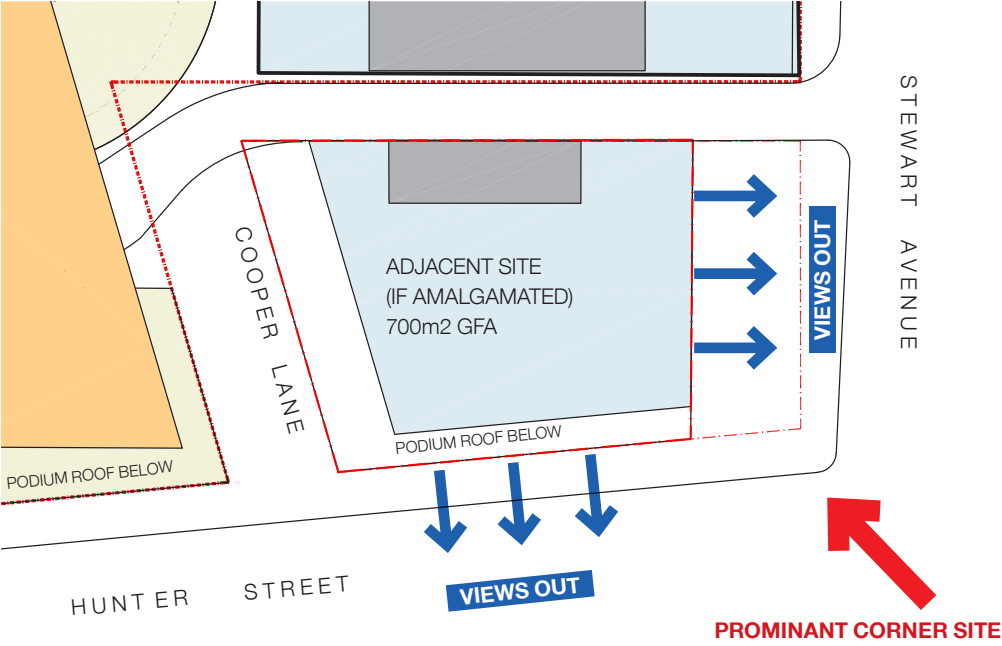 STEWART AVENUE
VIEWS OUT
COOPER LANE
ADJACENT SITE
(IF AMALGAMATED)
700m2 GFA
PODIUM ROOF BELOW
PODIUM ROOF BELOW
HUNTER STREET
VIEWS OUT
PROMINANT CORNER SITE